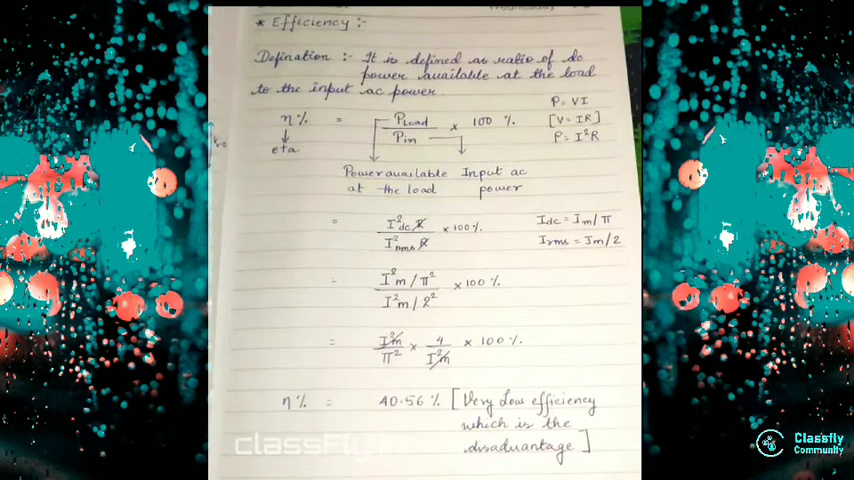 * Efficiency :-
Defination :- It is defined as ratio of dc
power available at the load
to the input ac power.
P = VI
η% = Pload / Pin × 100 %.
[V = IR]
P = I²R
eta
Power available Input ac
at the load power
= I²dc R / I²rms R × 100%.
Idc = Im/π
Irms = Im/2
= I²m/π² / I²m/2² × 100%.
= I²m / π² × 4 / I²m × 100%.
η% = 40.56 % [Very Low efficiency
which is the
disaduantage]
classFly
Classfly
Community